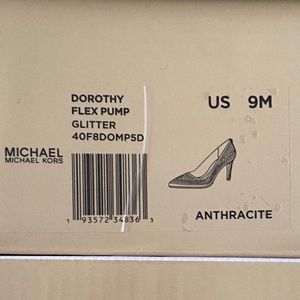 DOROTHY
FLEX PUMP
GLITTER
40F8DOMP5D
US 9M
MICHAEL
MICHAEL KORS
1 93572 34836 3
ANTHRACITE